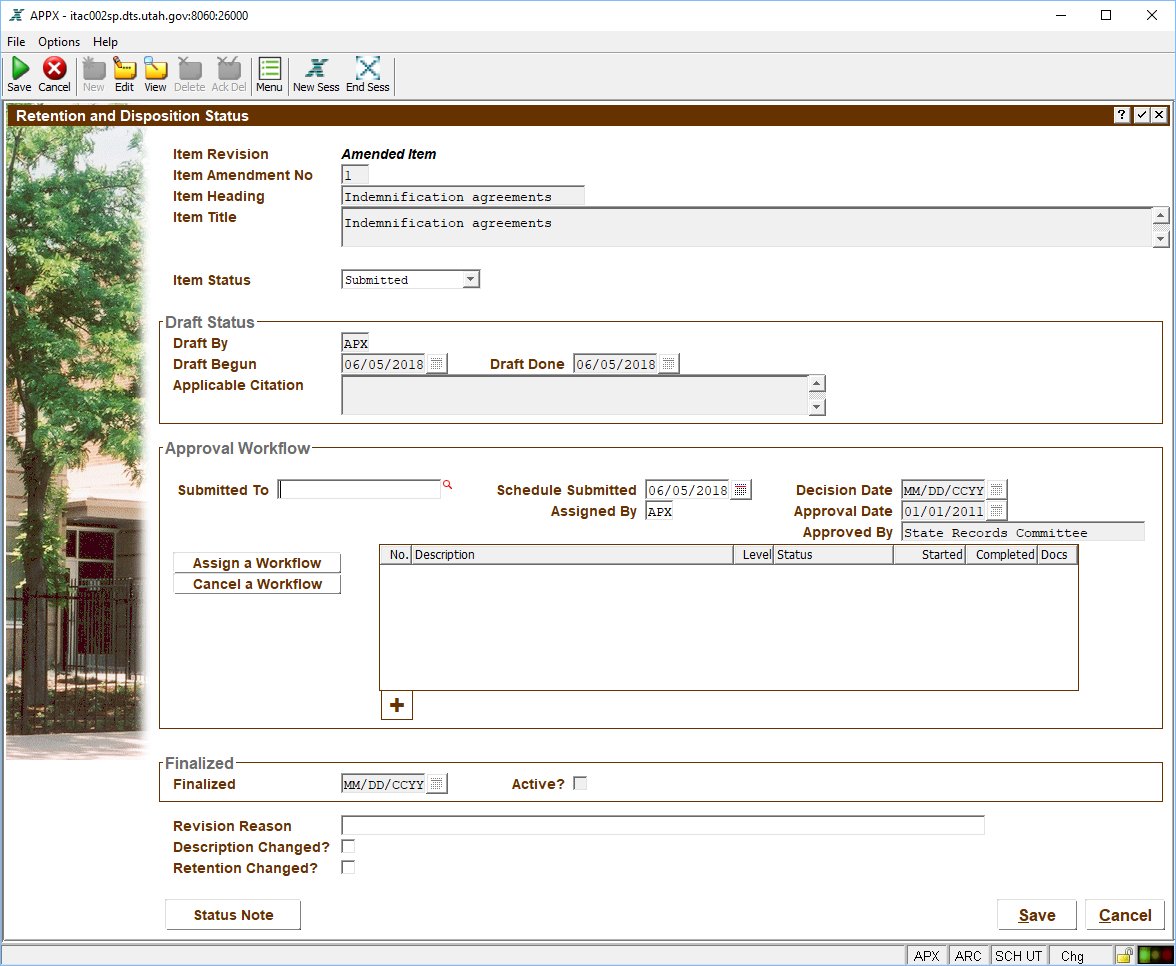 APPX - itac002sp.dts.utah.gov:8060:26000
File Options Help
Save Cancel New Edit View Delete Ack Del Menu New Sess End Sess
Retention and Disposition Status
Item Revision Amended Item
Item Amendment No 1
Item Heading Indemnification agreements
Item Title Indemnification agreements
Item Status Submitted
Draft Status
Draft By APX
Draft Begun 06/05/2018 Draft Done 06/05/2018
Applicable Citation
Approval Workflow
Submitted To Schedule Submitted 06/05/2018 Decision Date MM/DD/CCYY
Assigned By APX Approval Date 01/01/2011
Approved By State Records Committee
No. Description Level Status Started Completed Docs
Assign a Workflow
Cancel a Workflow
+
Finalized
Finalized MM/DD/CCYY Active?
Revision Reason
Description Changed?
Retention Changed?
Status Note Save Cancel
APX ARC SCH UT Chg